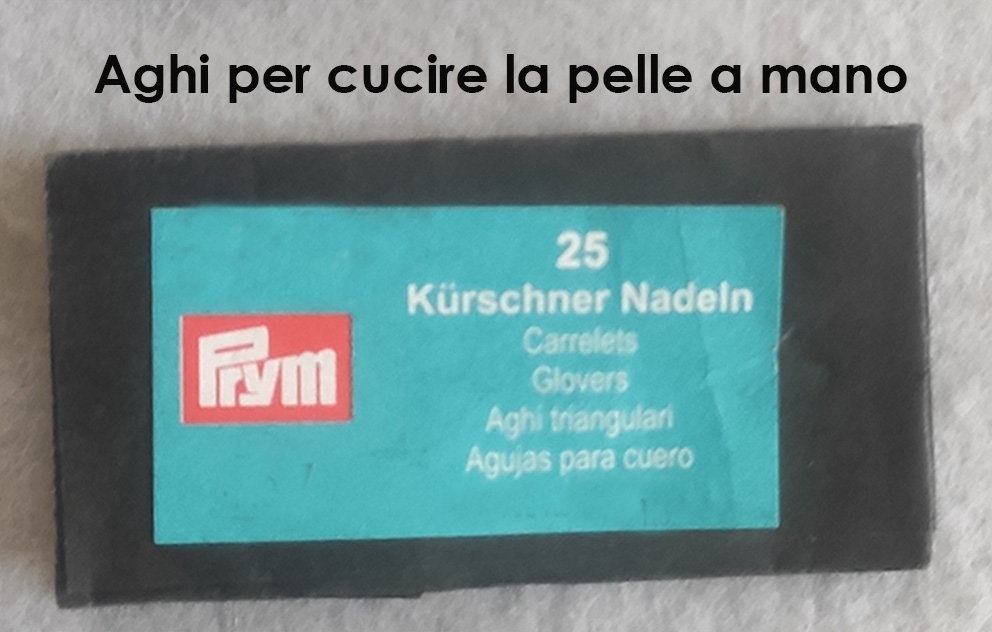 Aghi per cucire la pelle a mano
25
Kürschner Nadeln
Prym
Carrelets
Glovers
Aghi triangulari
Agujas para cuero